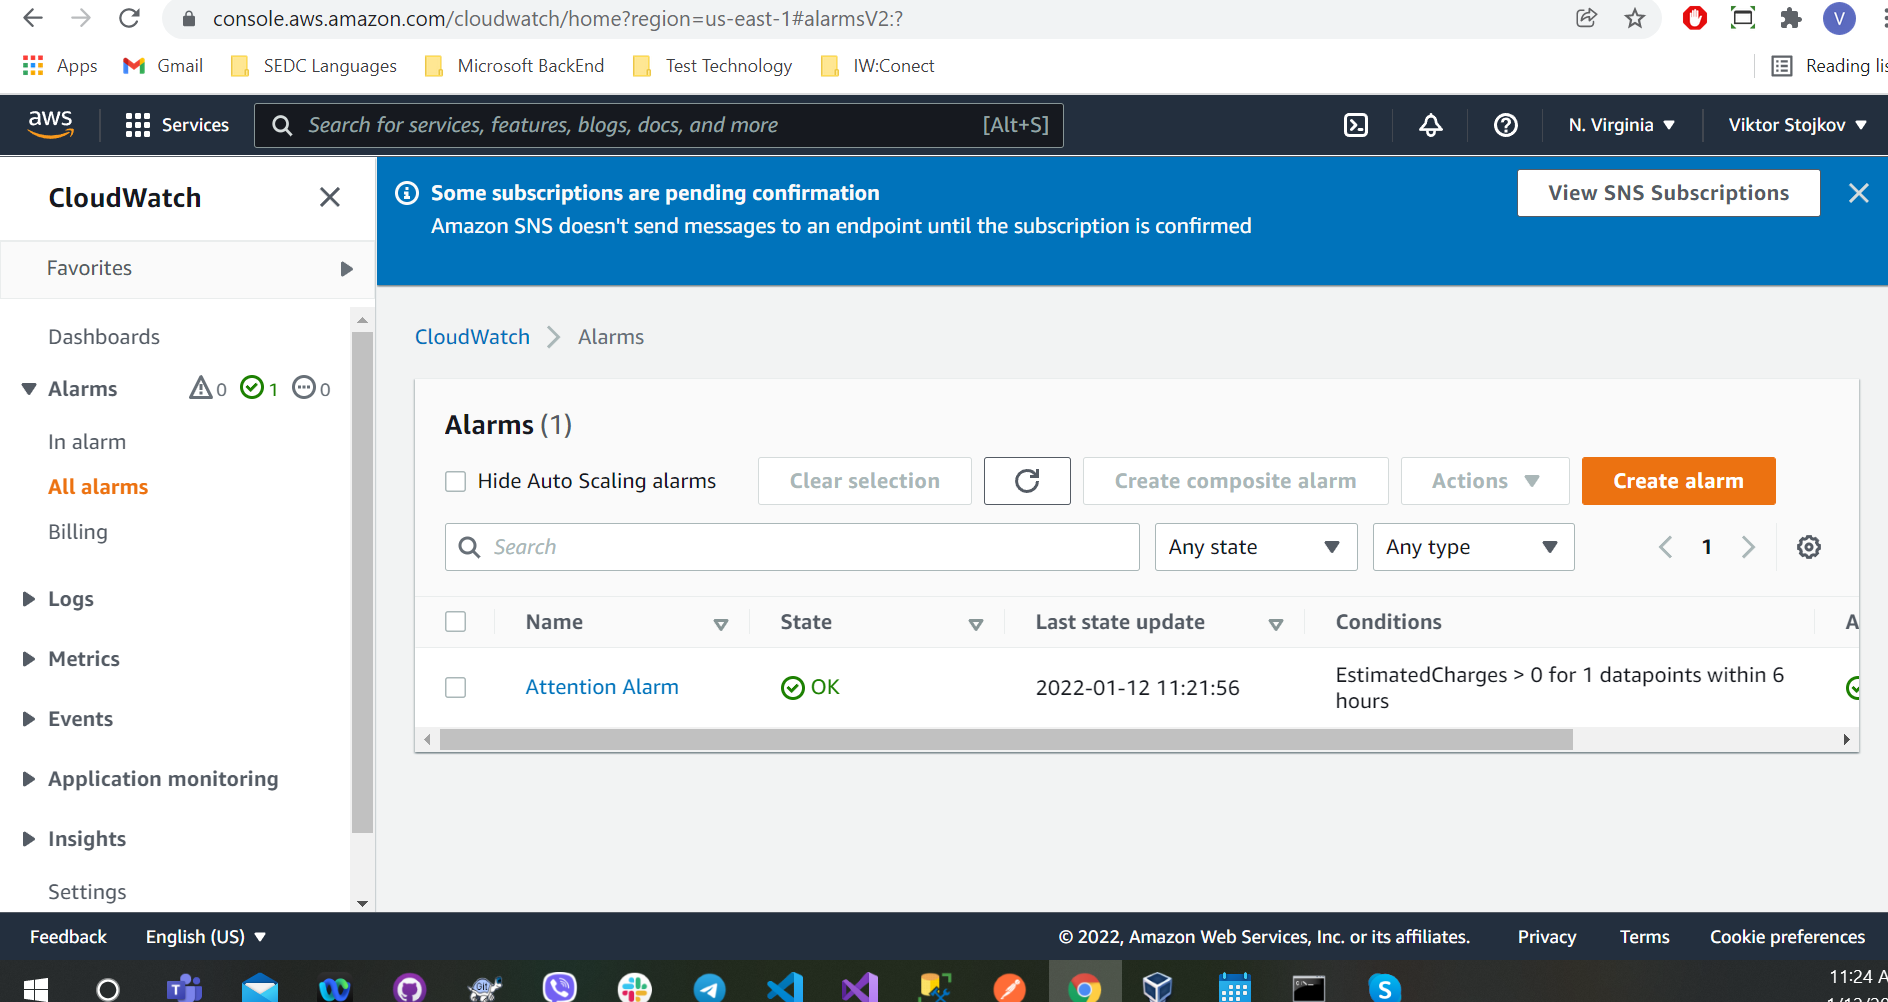 console.aws.amazon.com/cloudwatch/home?region=us-east-1#alarmsV2:?
V
Apps
Gmail
SEDC Languages
Microsoft BackEnd
Test Technology
IW:Conect
Reading lis
aws
Services
Search for services, features, blogs, docs, and more
[Alt+S]
N. Virginia
Viktor Stojkov
CloudWatch
Some subscriptions are pending confirmation
Amazon SNS doesn't send messages to an endpoint until the subscription is confirmed
View SNS Subscriptions
Favorites
Dashboards
Alarms 0 1 0
In alarm
All alarms
Billing
Logs
Metrics
Events
Application monitoring
Insights
Settings
CloudWatch
Alarms
Alarms (1)
Hide Auto Scaling alarms
Clear selection
Create composite alarm
Actions
Create alarm
Search
Any state
Any type
1
Name
State
Last state update
Conditions
A
Attention Alarm
OK
2022-01-12 11:21:56
EstimatedCharges > 0 for 1 datapoints within 6
hours
Feedback
English (US)
© 2022, Amazon Web Services, Inc. or its affiliates.
Privacy
Terms
Cookie preferences
11:24 A